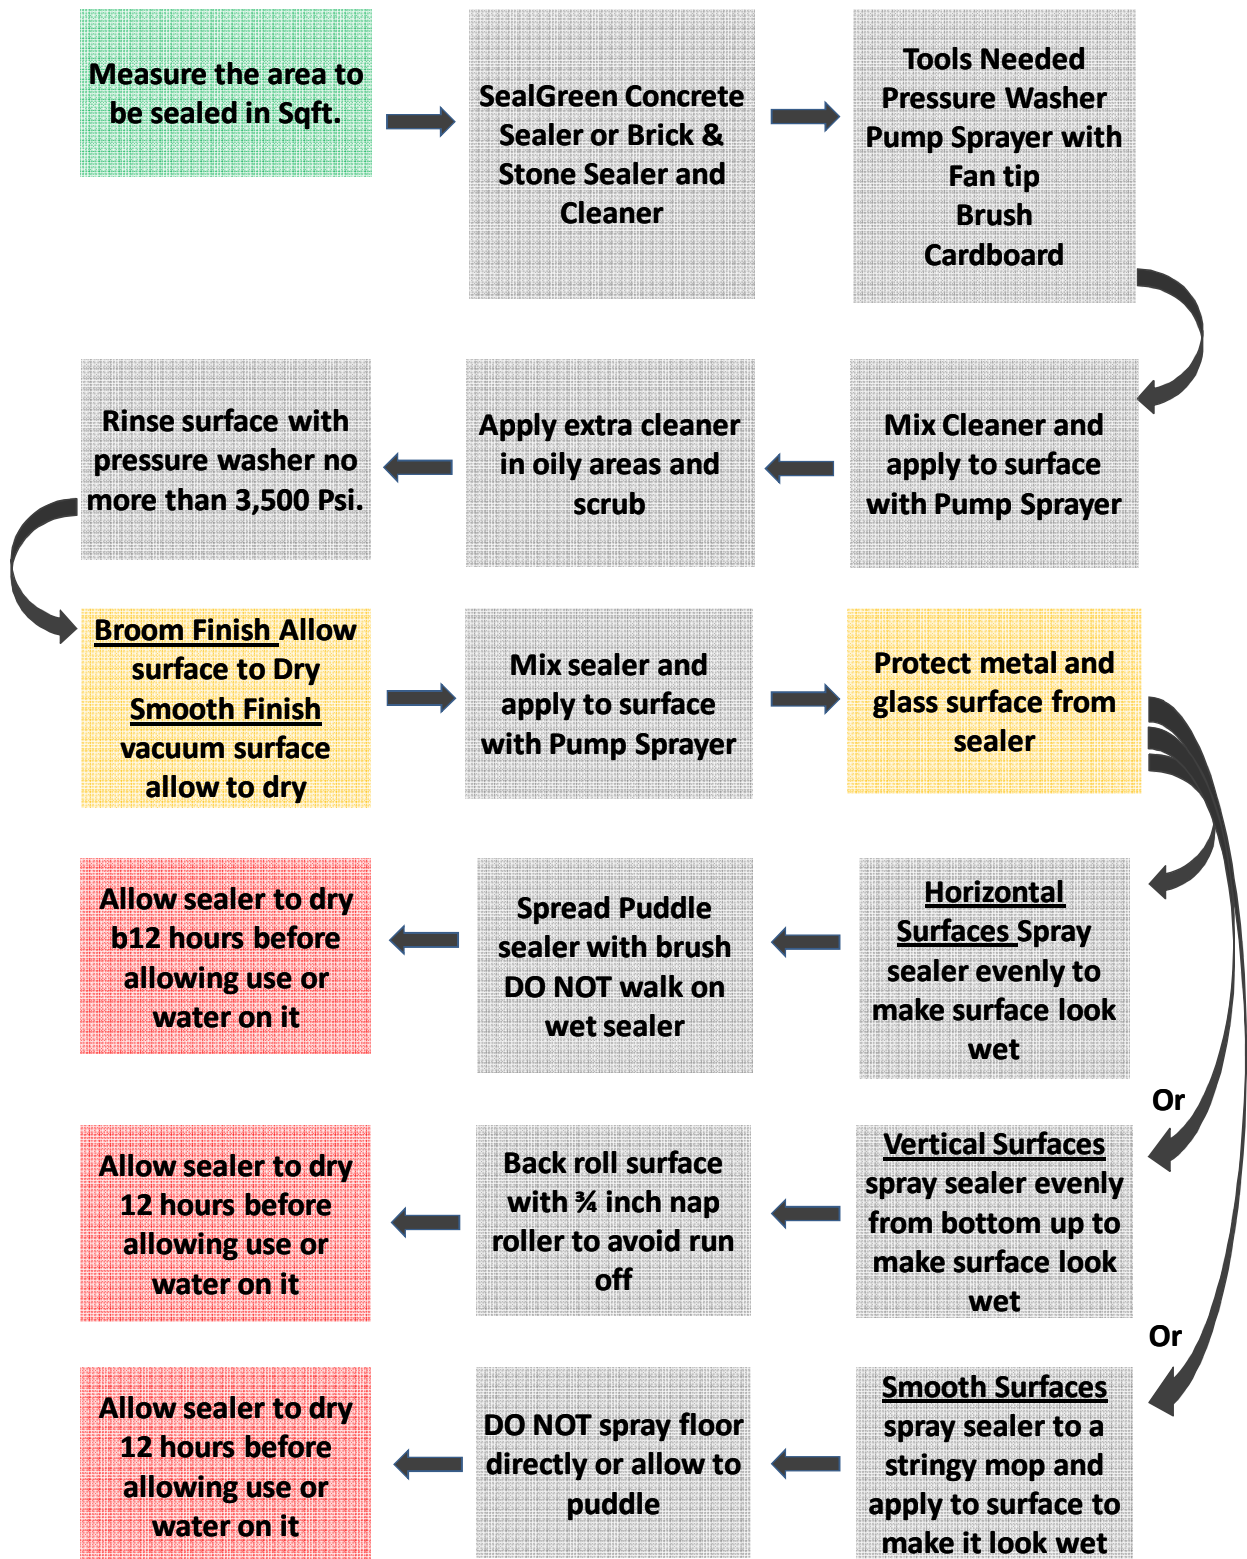 Measure the area to
be sealed in Sqft.
SealGreen Concrete
Sealer or Brick &
Stone Sealer and
Cleaner
Tools Needed
Pressure Washer
Pump Sprayer with
Fan tip
Brush
Cardboard
Mix Cleaner and
apply to surface
with Pump Sprayer
Apply extra cleaner
in oily areas and
scrub
Rinse surface with
pressure washer no
more than 3,500 Psi.
Broom Finish Allow
surface to Dry
Smooth Finish
vacuum surface
allow to dry
Mix sealer and
apply to surface
with Pump Sprayer
Protect metal and
glass surface from
sealer
Horizontal
Surfaces Spray
sealer evenly to
make surface look
wet
Spread Puddle
sealer with brush
DO NOT walk on
wet sealer
Allow sealer to dry
b12 hours before
allowing use or
water on it
Or
Vertical Surfaces
spray sealer evenly
from bottom up to
make surface look
wet
Back roll surface
with ¾ inch nap
roller to avoid run
off
Allow sealer to dry
12 hours before
allowing use or
water on it
Or
Smooth Surfaces
spray sealer to a
stringy mop and
apply to surface to
make it look wet
DO NOT spray floor
directly or allow to
puddle
Allow sealer to dry
12 hours before
allowing use or
water on it